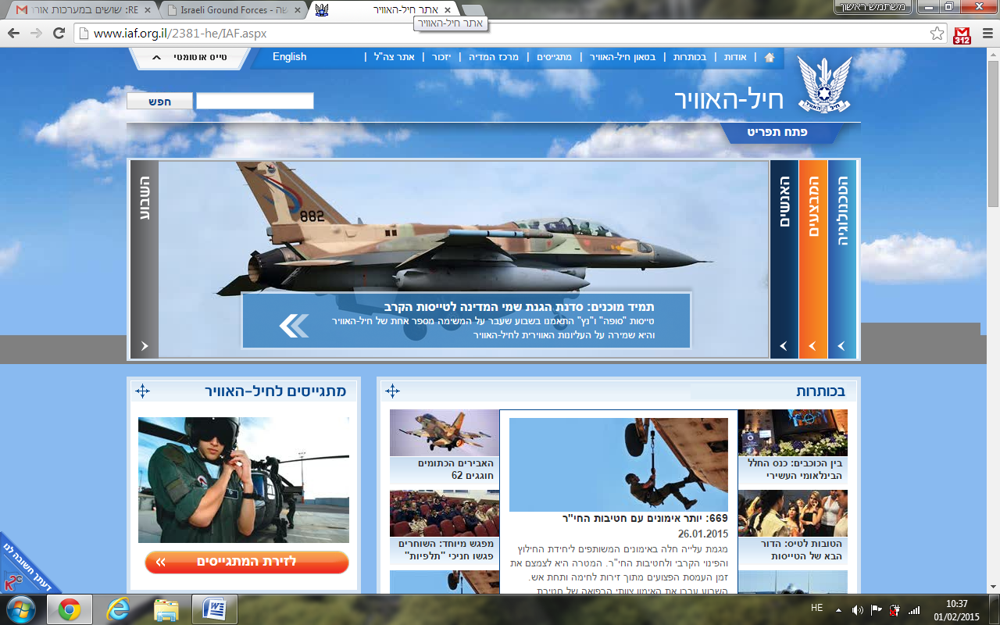 RE: שושים במערכות אורו
Israeli Ground Forces - שה
אתר חיל-האוויר
משתמש ראשון
www.iaf.org.il/2381-he/IAF.aspx
אתר חיל-האוויר
312
אודות | בכותרות | בטאון חיל-האוויר | מתגייסים | מרכז המדיה | יזכור | אתר צה"ל |
English
טייס אוטומטי
חיל-האוויר
חיל האוויר
חפש
פתח תפריט
הטכנולוגיה
המבצעים
האנשים
השבוע
882
תמיד מוכנים: סדנת הגנת שמי המדינה לטייסות הקרב
טייסות "סופה" ו"נץ" התאמנו בשבוע שעבר על המשימה מספר אחת של חיל-האוויר
והיא שמירה על העליונות האווירית לחיל-האוויר
בכותרות
בין הכוכבים: כנס החלל
הבינלאומי העשירי
הטובות לטיס: הדור
הבא של הטייסות
669: יותר אימונים עם חטיבות החי"ר
26.01.2015
מגמת עלייה חלה באימונים המשותפים ליחידת החילוץ
והפינוי הקרבי ולחטיבות החי"ר. המטרה היא לצמצם את
זמן העמסת הפצועים מתוך זירות לחימה ותחת אש.
השבוע ערכו את האימון צוותי הרפואה של חטיבת
האבירים הכתומים
חוגגים 62
מפגש מיוחד: השוחרים
פגשו חניכי "תלפיות"
מתגייסים לחיל-האוויר
לזירת המתגייסים
דעתך חשובה לנו
HE
10:37
01/02/2015